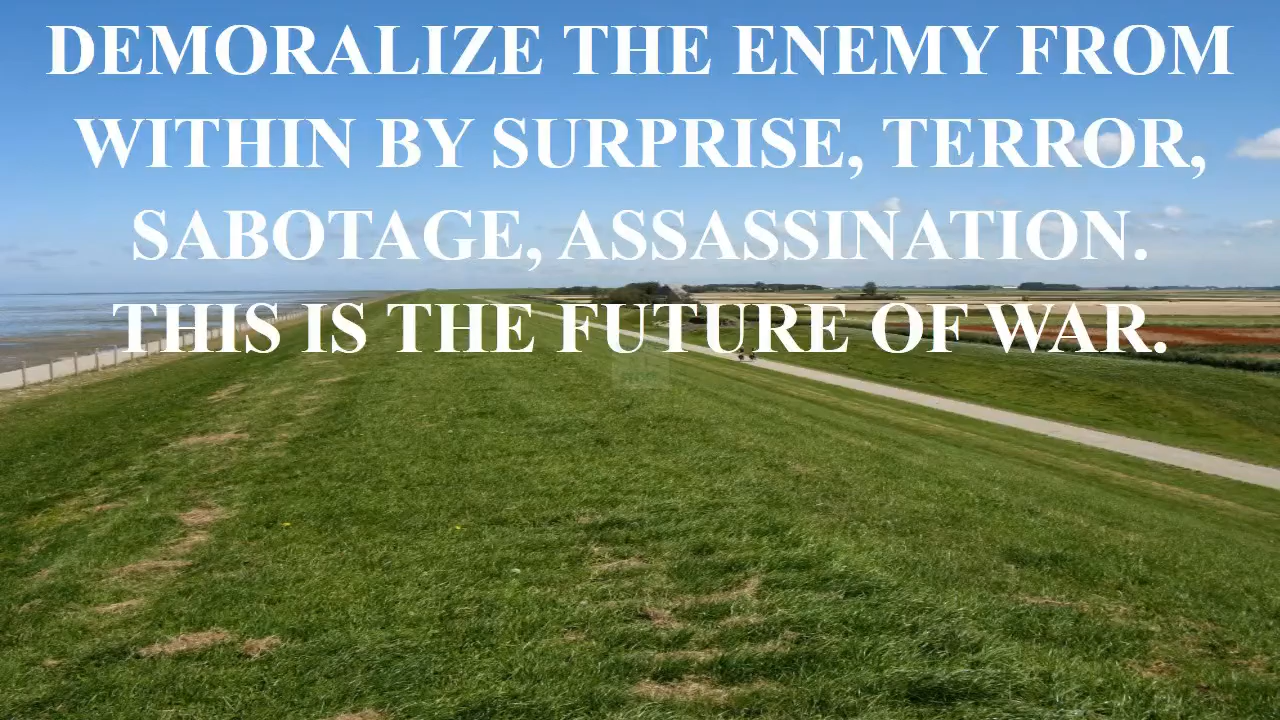 DEMORALIZE THE ENEMY FROM
WITHIN BY SURPRISE, TERROR,
SABOTAGE, ASSASSINATION.
THIS IS THE FUTURE OF WAR.